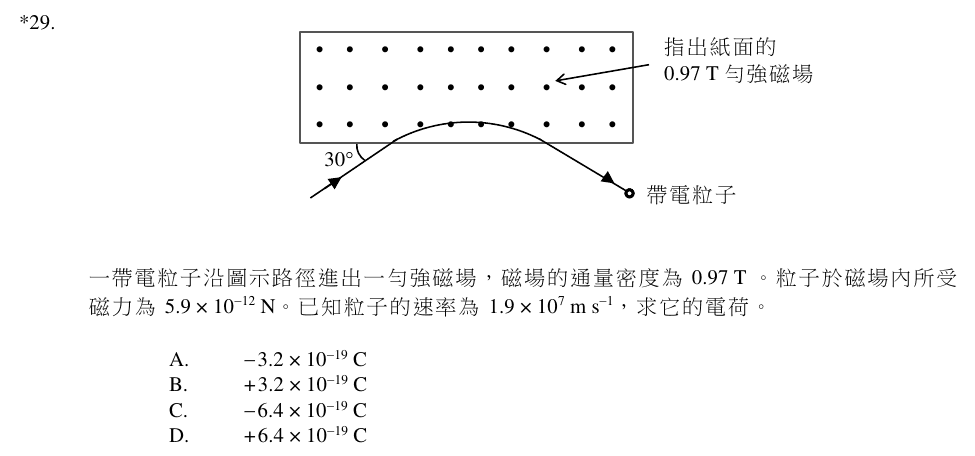 *29.
指出紙面的
0.97 T 勻強磁場
30°
帶電粒子
一帶電粒子沿圖示路徑進出一勻強磁場，磁場的通量密度為 0.97 T 。粒子於磁場內所受
磁力為 5.9 × 10⁻¹² N。已知粒子的速率為 1.9 × 10⁷ m s⁻¹，求它的電荷。
A. −3.2 × 10⁻¹⁹ C
B. +3.2 × 10⁻¹⁹ C
C. −6.4 × 10⁻¹⁹ C
D. +6.4 × 10⁻¹⁹ C